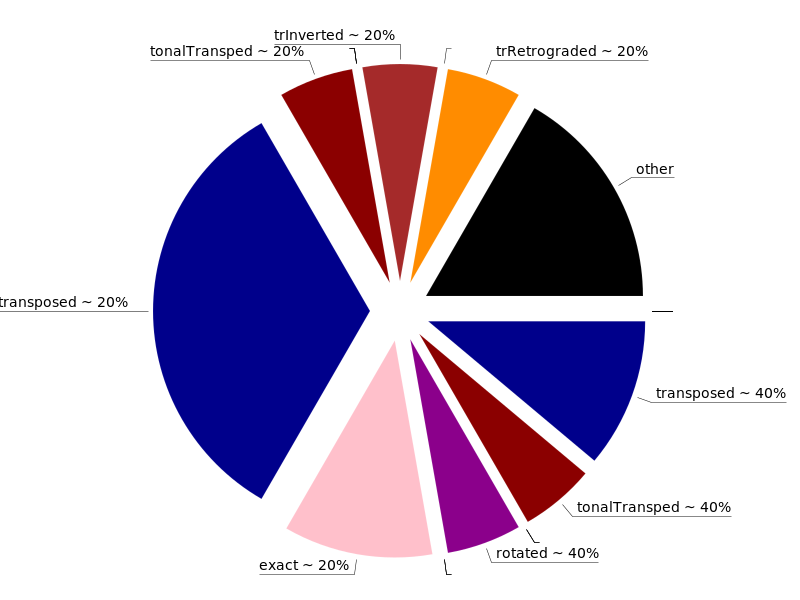 trInverted ~ 20%
tonalTransped ~ 20%
trRetrograded ~ 20%
other
transposed ~ 20%
transposed ~ 40%
tonalTransped ~ 40%
rotated ~ 40%
exact ~ 20%